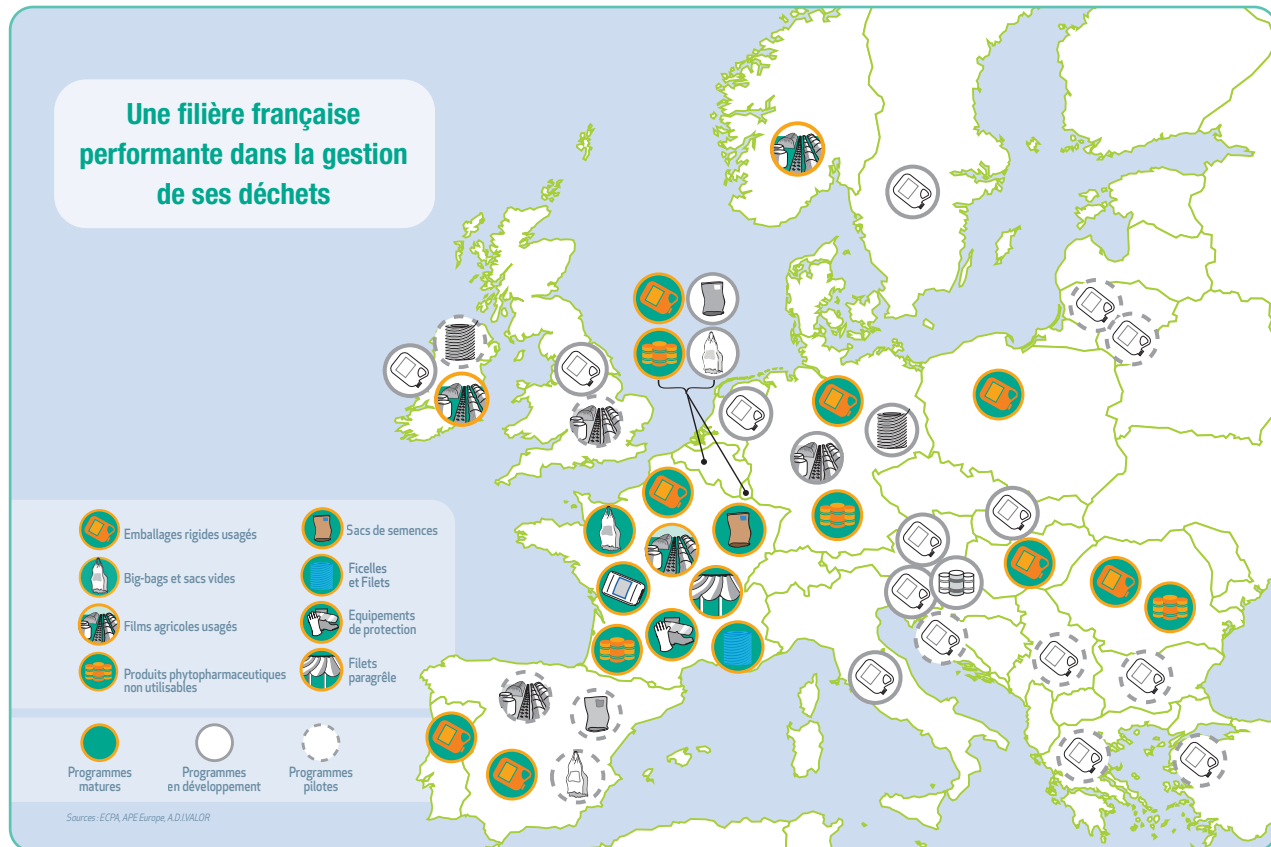 Une filière française
performante dans la gestion
de ses déchets
Emballages rigides usagés
Big-bags et sacs vides
Films agricoles usagés
Produits phytopharmaceutiques
non utilisables
Sacs de semences
Ficelles
et Filets
Equipements
de protection
Filets
paragrêle
Programmes
matures
Programmes
en développement
Programmes
pilotes
Sources : ECPA, APE Europe, A.D.I.VALOR